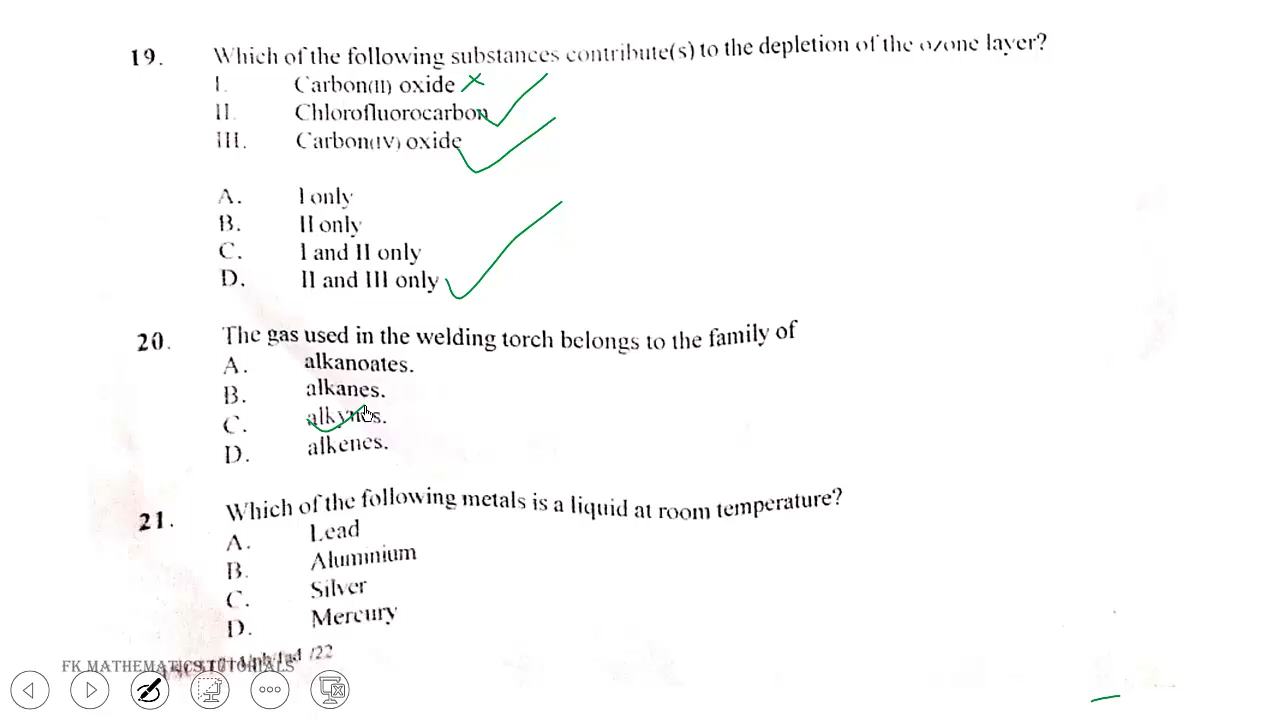 19. Which of the following substances contribute(s) to the depletion of the ozone layer?
I. Carbon(II) oxide
II. Chlorofluorocarbon
III. Carbon(IV) oxide
A. I only
B. II only
C. I and II only
D. II and III only
20. The gas used in the welding torch belongs to the family of
A. alkanoates.
B. alkanes.
C. alkynes.
D. alkenes.
21. Which of the following metals is a liquid at room temperature?
A. Lead
B. Aluminium
C. Silver
D. Mercury
FK MATHEMATICS TUTORIALS
/22